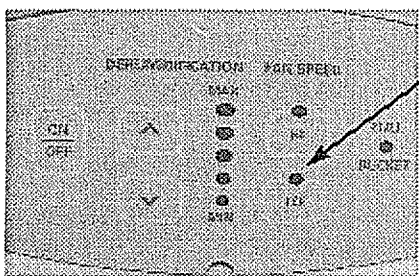 DEHUMIDIFICATION FAN SPEED
MAX
ON
OFF
HI
FULL
BUCKET
MIN
LO